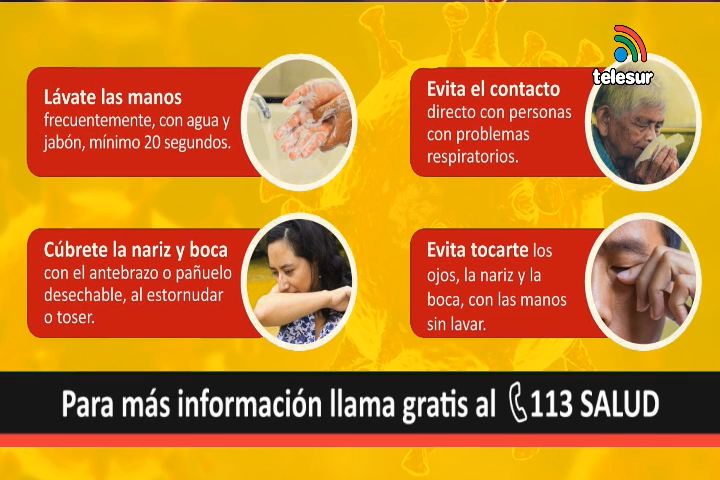 telesur
Lávate las manos
frecuentemente, con agua y
jabón, mínimo 20 segundos.
Evita el contacto
directo con personas
con problemas
respiratorios.
Cúbrete la nariz y boca
con el antebrazo o pañuelo
desechable, al estornudar
o toser.
Evita tocarte los
ojos, la nariz y la
boca, con las manos
sin lavar.
Para más información llama gratis al 113 SALUD